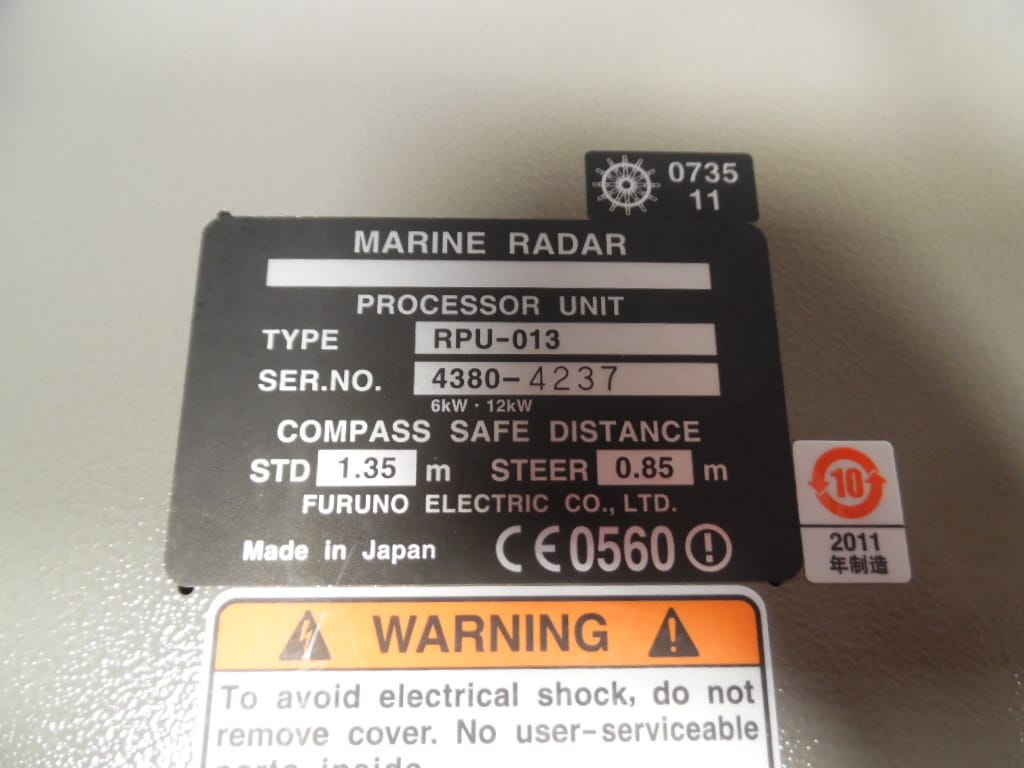 0735
11
MARINE RADAR
PROCESSOR UNIT
TYPE RPU-013
SER.NO. 4380-4237
6kW · 12kW
COMPASS SAFE DISTANCE
STD 1.35 m STEER 0.85 m
FURUNO ELECTRIC CO., LTD.
Made in Japan CE0560
10
2011
年制造
WARNING
To avoid electrical shock, do not
remove cover. No user-serviceable
parts inside.